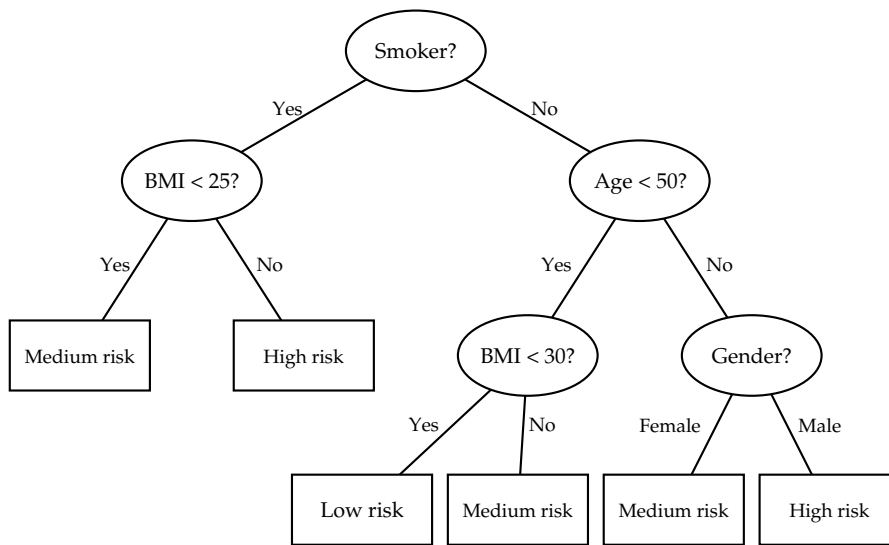 Smoker?
Yes
No
BMI < 25?
Age < 50?
Yes
No
Yes
No
Medium risk
High risk
BMI < 30?
Gender?
Yes
No
Female
Male
Low risk
Medium risk
Medium risk
High risk